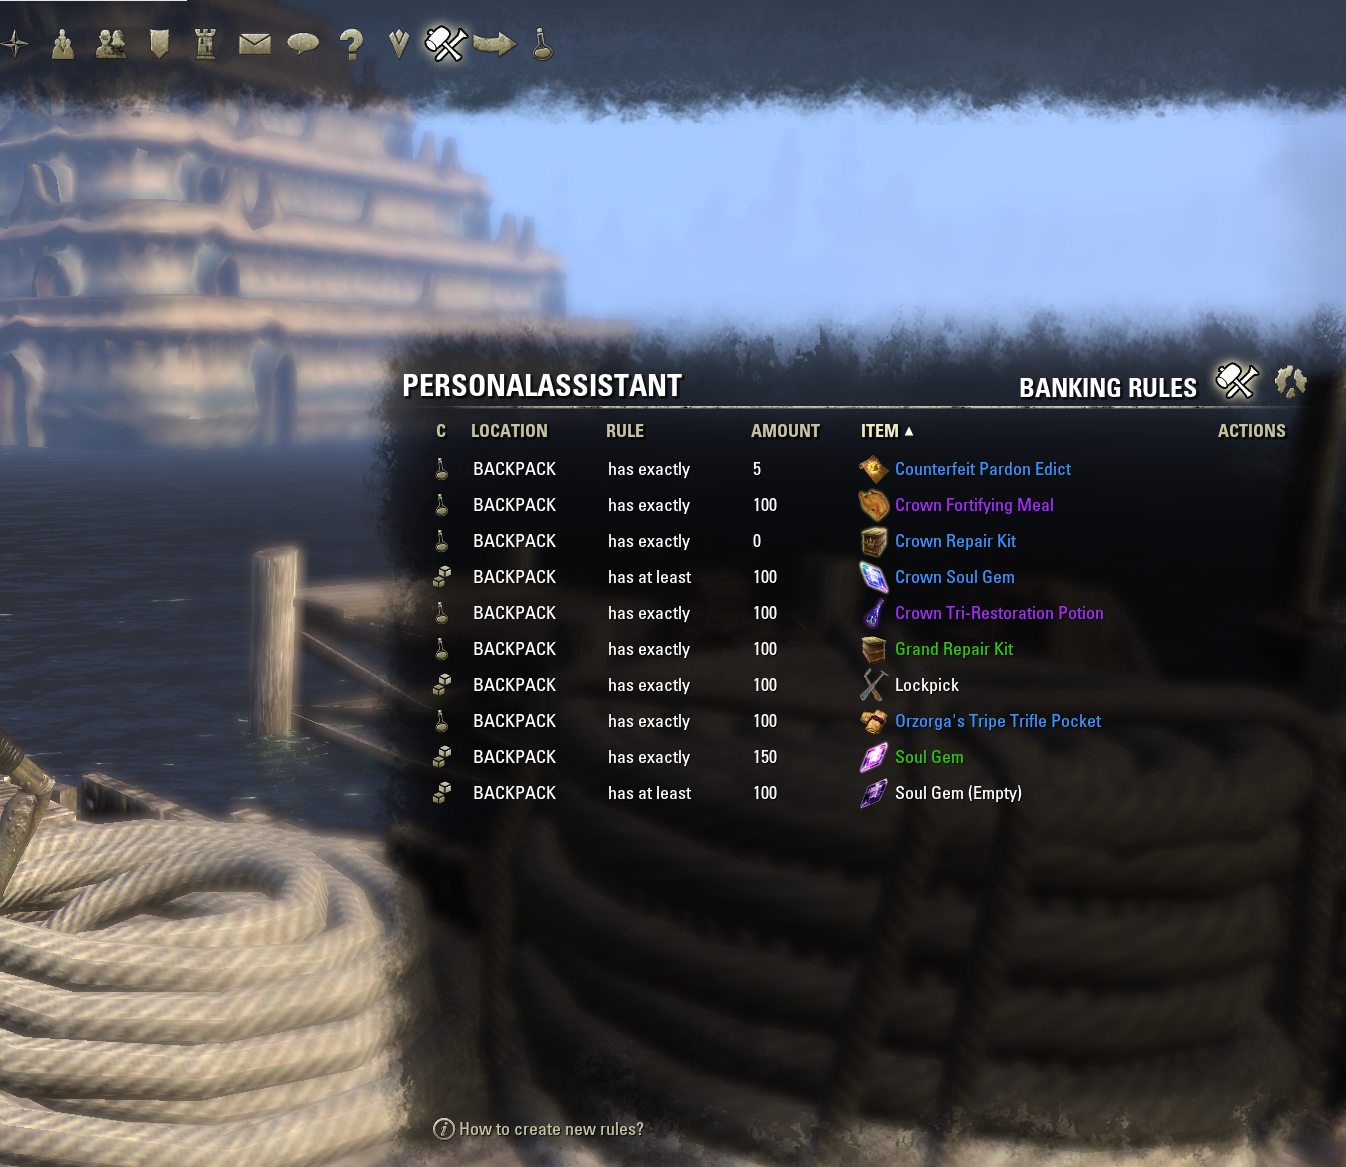 PERSONALASSISTANT BANKING RULES
C LOCATION RULE AMOUNT ITEM ACTIONS
BACKPACK has exactly 5 Counterfeit Pardon Edict
BACKPACK has exactly 100 Crown Fortifying Meal
BACKPACK has exactly 0 Crown Repair Kit
BACKPACK has at least 100 Crown Soul Gem
BACKPACK has exactly 100 Crown Tri-Restoration Potion
BACKPACK has exactly 100 Grand Repair Kit
BACKPACK has exactly 100 Lockpick
BACKPACK has exactly 100 Orzorga's Tripe Trifle Pocket
BACKPACK has exactly 150 Soul Gem
BACKPACK has at least 100 Soul Gem (Empty)
How to create new rules?